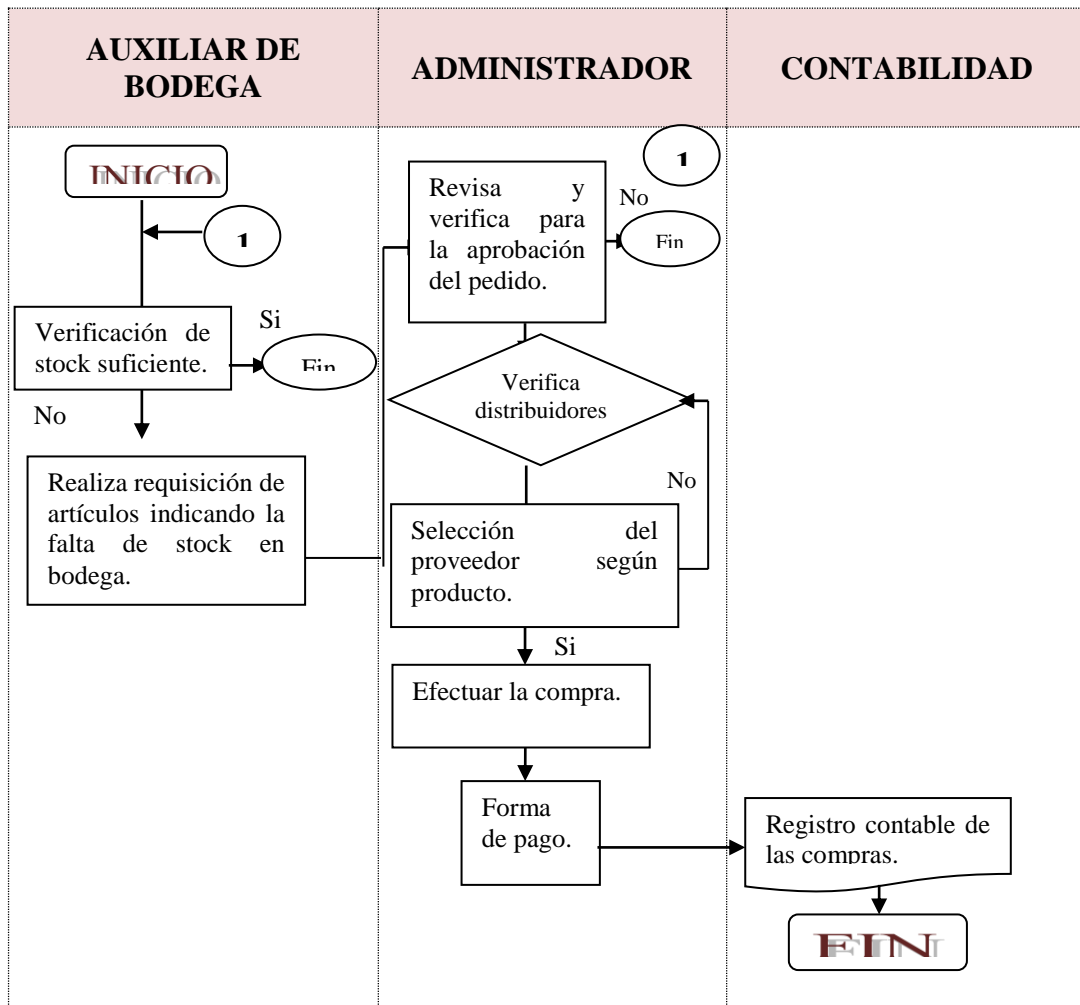 AUXILIAR DE
BODEGA
ADMINISTRADOR
CONTABILIDAD
INICIO
1
Verificación de
stock suficiente.
Si
Fin
No
Realiza requisición de
artículos indicando la
falta de stock en
bodega.
1
Revisa y
verifica para
la aprobación
del pedido.
No
Fin
Verifica
distribuidores
No
Selección del
proveedor según
producto.
Si
Efectuar la compra.
Forma
de pago.
Registro contable de
las compras.
FIN